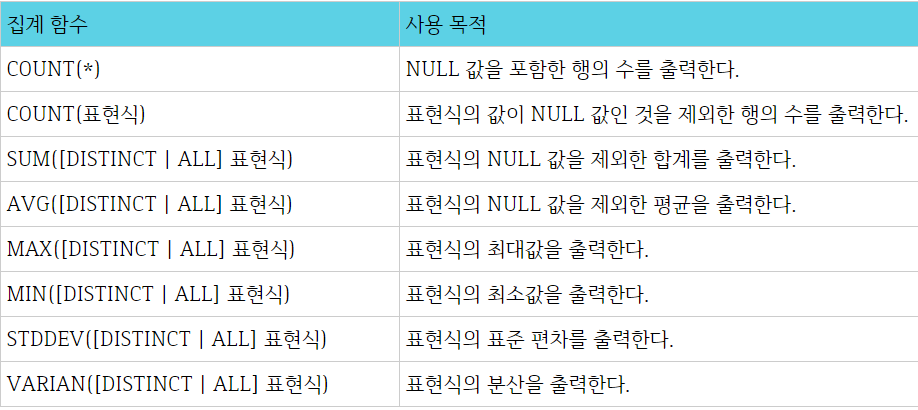 집계 함수 사용 목적
COUNT(*) NULL 값을 포함한 행의 수를 출력한다.
COUNT(표현식) 표현식의 값이 NULL 값인 것을 제외한 행의 수를 출력한다.
SUM([DISTINCT | ALL] 표현식) 표현식의 NULL 값을 제외한 합계를 출력한다.
AVG([DISTINCT | ALL] 표현식) 표현식의 NULL 값을 제외한 평균을 출력한다.
MAX([DISTINCT | ALL] 표현식) 표현식의 최대값을 출력한다.
MIN([DISTINCT | ALL] 표현식) 표현식의 최소값을 출력한다.
STDDEV([DISTINCT | ALL] 표현식) 표현식의 표준 편차를 출력한다.
VARIAN([DISTINCT | ALL] 표현식) 표현식의 분산을 출력한다.